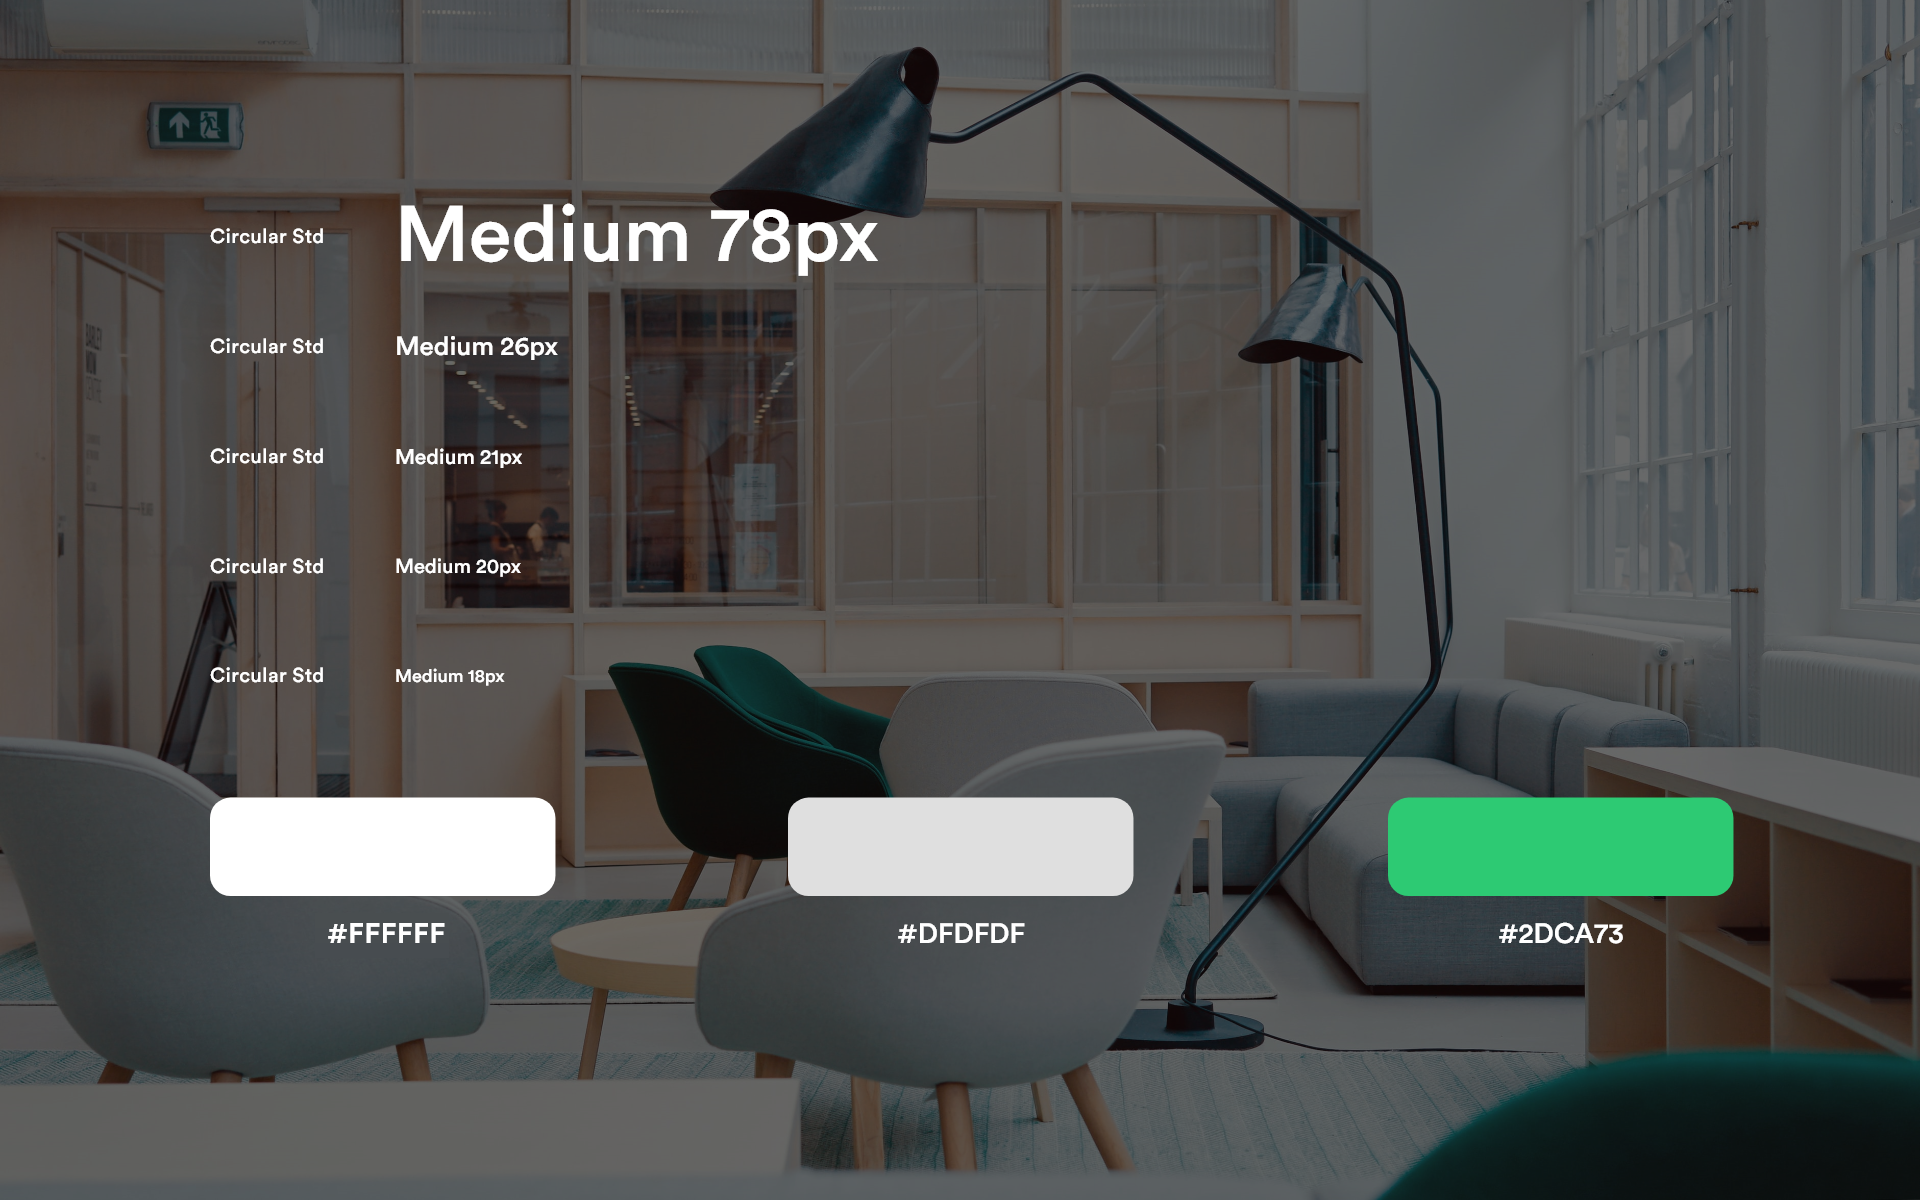 Circular Std Medium 78px
Circular Std Medium 26px
Circular Std Medium 21px
Circular Std Medium 20px
Circular Std Medium 18px
#FFFFFF
#DFDFDF
#2DCA73